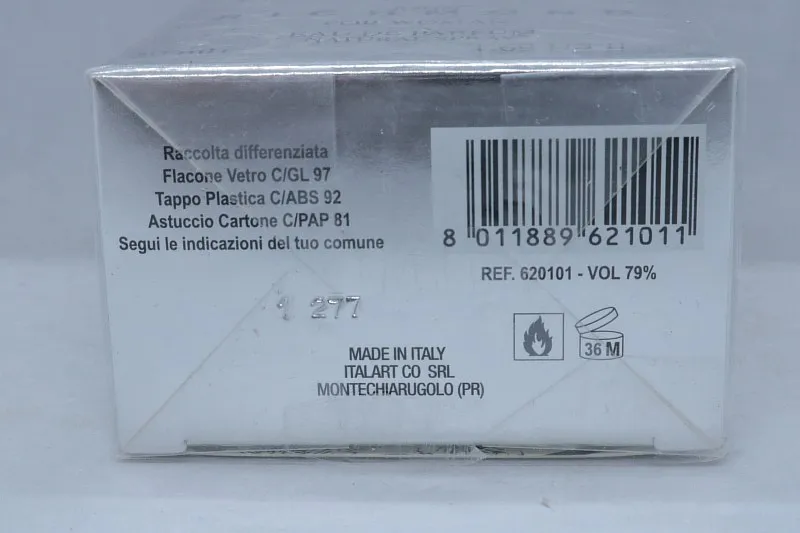 Raccolta differenziata
Flacone Vetro C/GL 97
Tappo Plastica C/ABS 92
Astuccio Cartone C/PAP 81
Segui le indicazioni del tuo comune
8 011889 621011
REF. 620101 - VOL 79%
277
36 M
MADE IN ITALY
ITALART CO SRL
MONTECHIARUGOLO (PR)